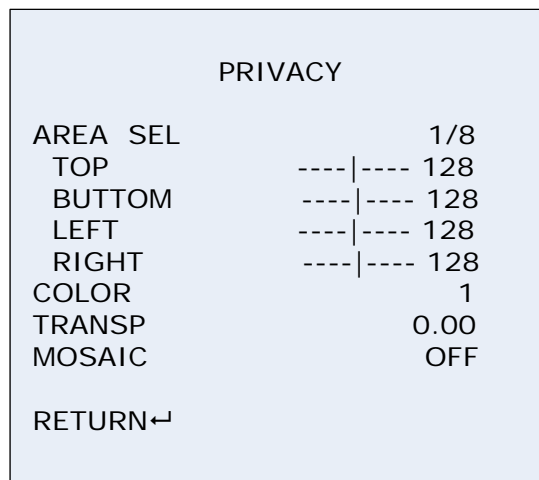 PRIVACY
AREA SEL 1/8
TOP ----|---- 128
BUTTOM ----|---- 128
LEFT ----|---- 128
RIGHT ----|---- 128
COLOR 1
TRANSP 0.00
MOSAIC OFF
RETURN↵